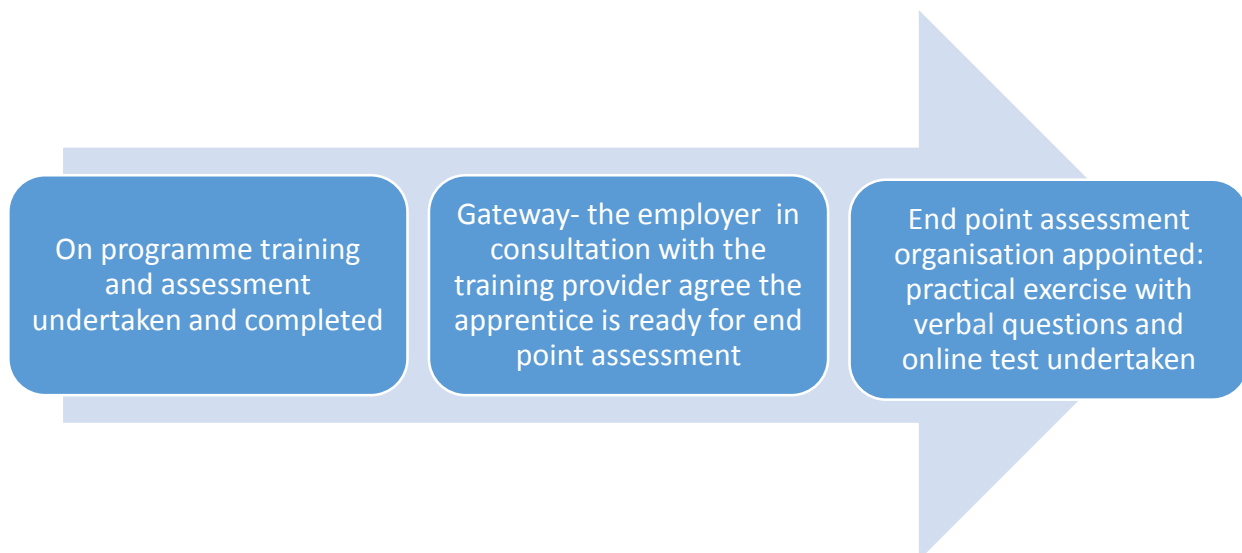 On programme training
and assessment
undertaken and completed
Gateway- the employer  in
consultation with the
training provider agree the
apprentice is ready for end
point assessment
End point assessment
organisation appointed:
practical exercise with
verbal questions and
online test undertaken